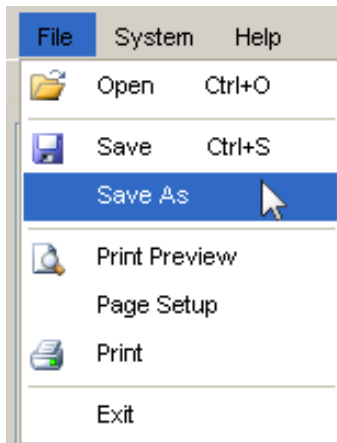 File System Help
Open Ctrl+O
Save Ctrl+S
Save As
Print Preview
Page Setup
Print
Exit